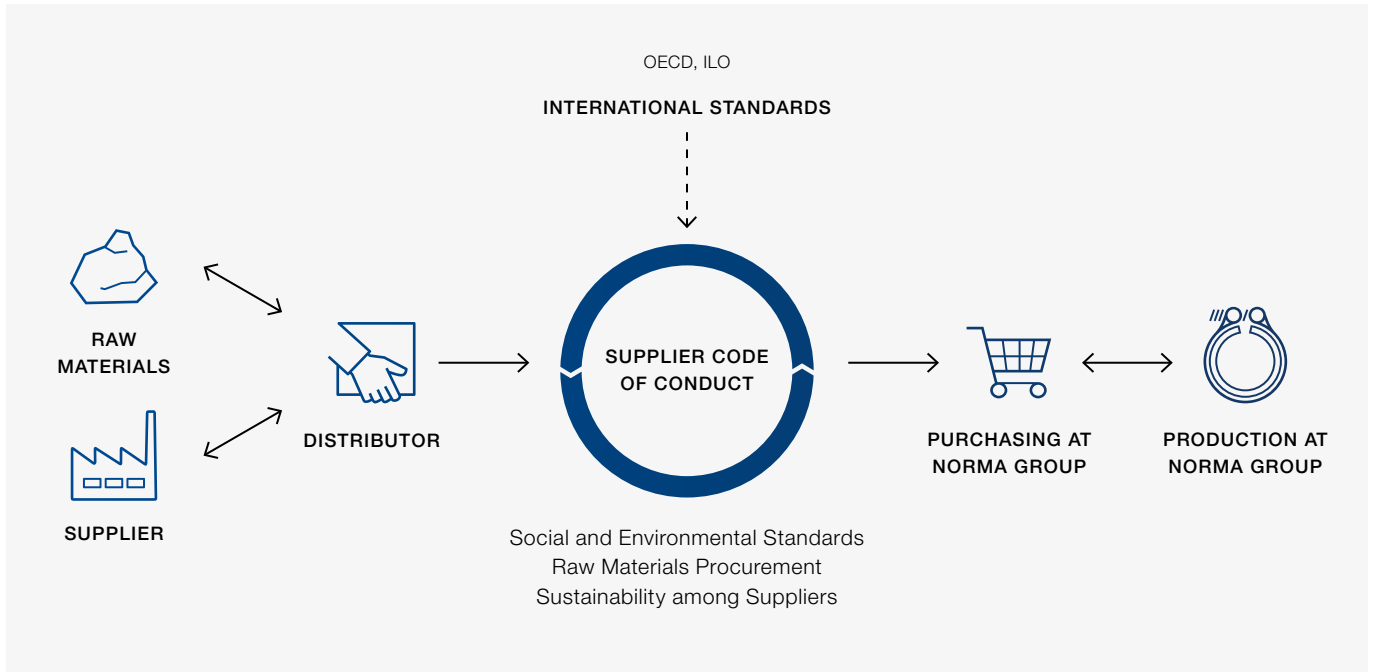 OECD, ILO
INTERNATIONAL STANDARDS
RAW
MATERIALS
SUPPLIER
DISTRIBUTOR
SUPPLIER CODE
OF CONDUCT
Social and Environmental Standards
Raw Materials Procurement
Sustainability among Suppliers
PURCHASING AT
NORMA GROUP
PRODUCTION AT
NORMA GROUP